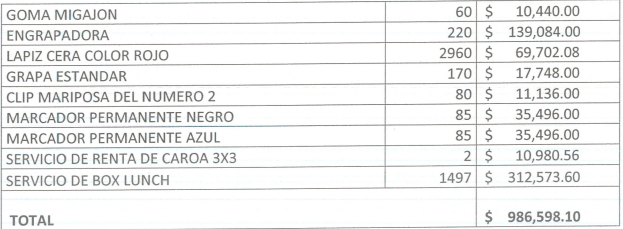 GOMA MIGAJON 60 $ 10,440.00
ENGRAPADORA 220 $ 139,084.00
LAPIZ CERA COLOR ROJO 2960 $ 69,702.08
GRAPA ESTANDAR 170 $ 17,748.00
CLIP MARIPOSA DEL NUMERO 2 80 $ 11,136.00
MARCADOR PERMANENTE NEGRO 85 $ 35,496.00
MARCADOR PERMANENTE AZUL 85 $ 35,496.00
SERVICIO DE RENTA DE CAROA 3X3 2 $ 10,980.56
SERVICIO DE BOX LUNCH 1497 $ 312,573.60
TOTAL $ 986,598.10